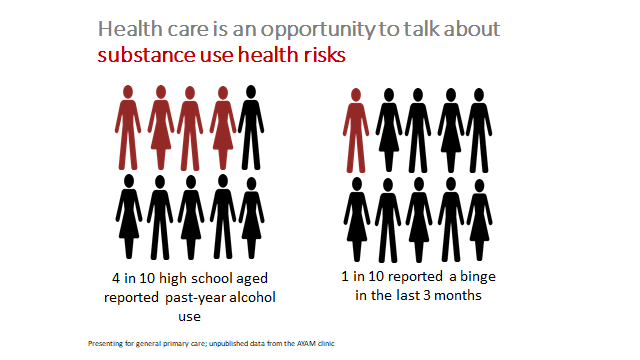 Health care is an opportunity to talk about
substance use health risks
4 in 10 high school aged
reported past-year alcohol
use
1 in 10 reported a binge
in the last 3 months
Presenting for general primary care; unpublished data from the AYAM clinic